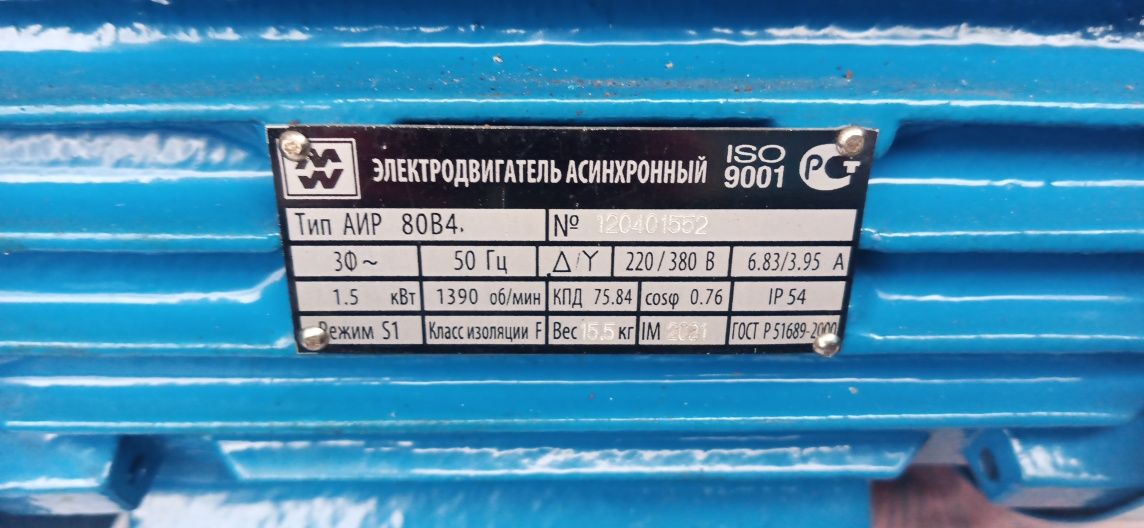 ЭЛЕКТРОДВИГАТЕЛЬ АСИНХРОННЫЙ ISO 9001 РСТ
Тип АИР 80В4. № 120401552
3Ф~ 50 Гц Δ/Y 220/380 В 6.83/3.95 А
1.5 кВт 1390 об/мин КПД 75.84 cosφ 0.76 IP 54
Режим S1 Класс изоляции F Вес 15.5 кг IM 2021 ГОСТ Р 51689-2000